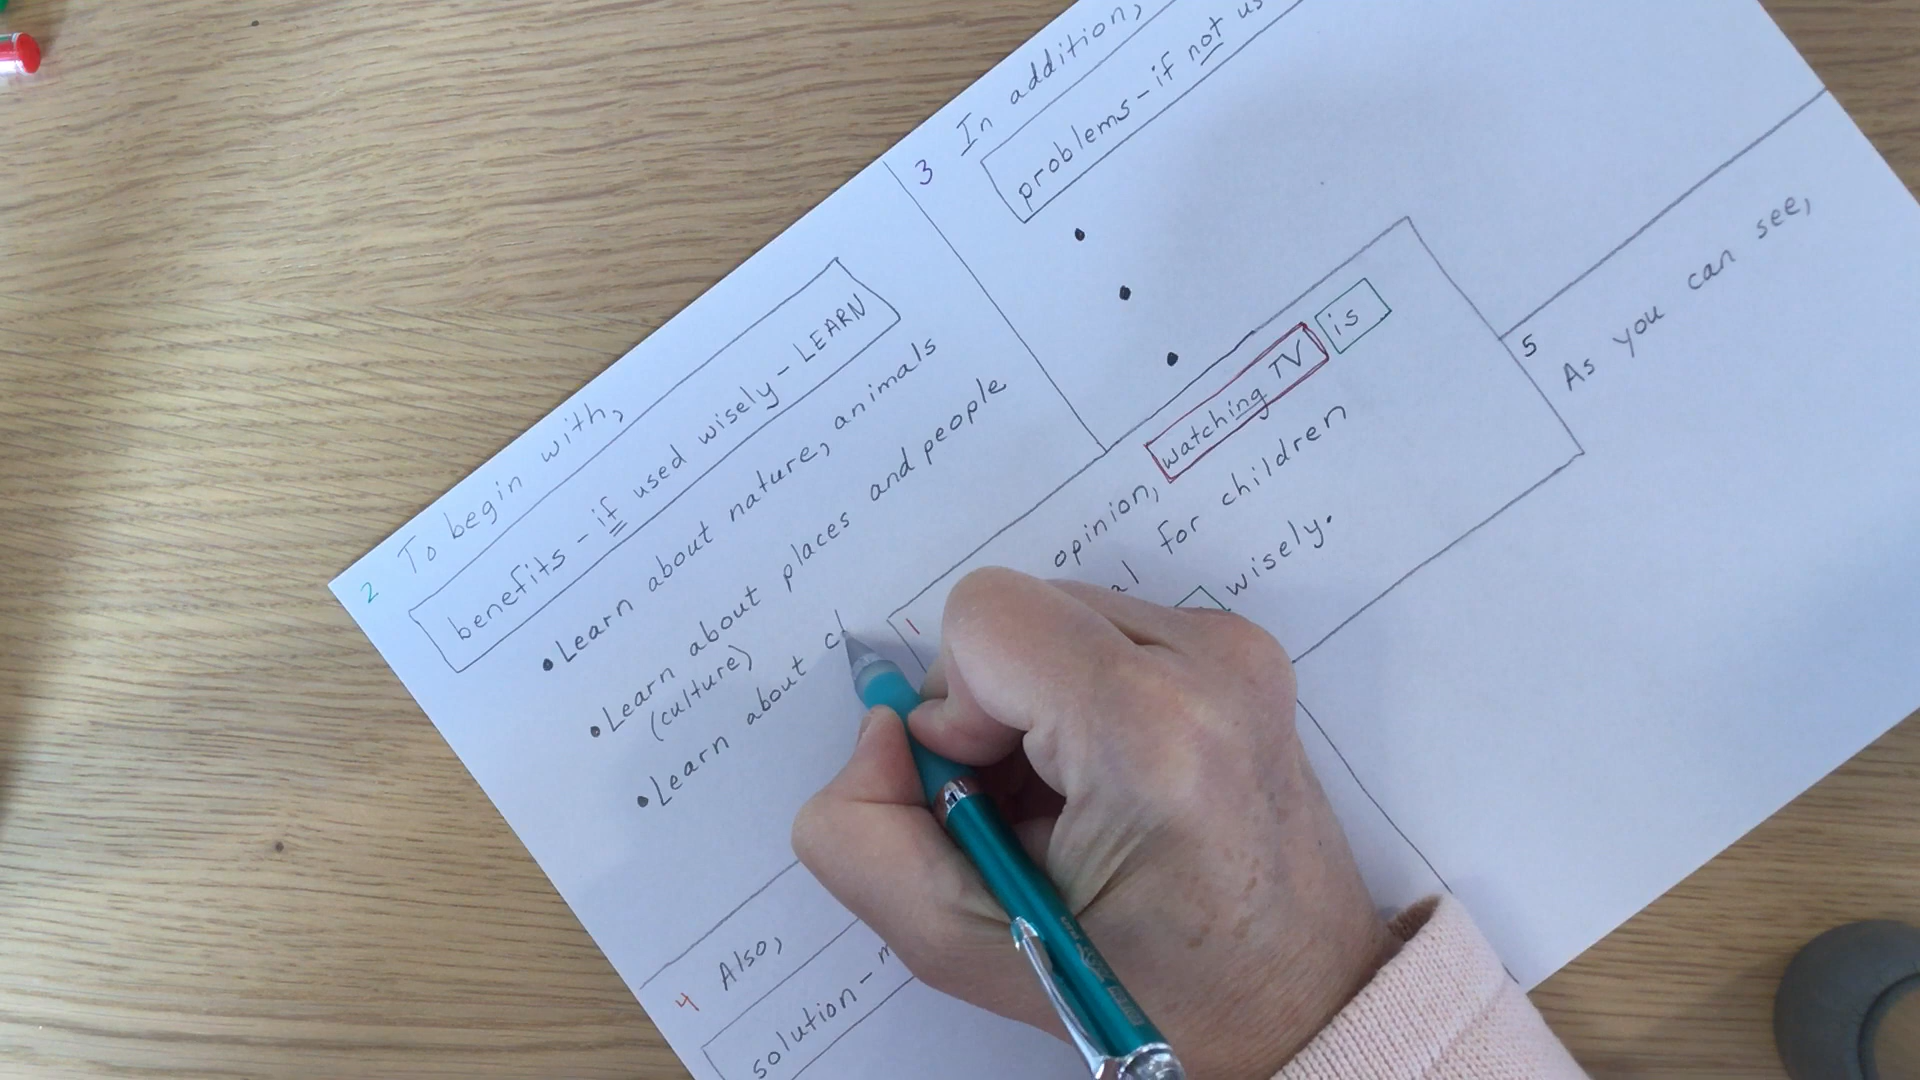 2 To begin with,
benefits - if used wisely - LEARN
• Learn about nature, animals
• Learn about places and people
(culture)
• Learn about
3 In addition,
problems - if not
1 opinion, watching TV is
for children
wisely.
4 Also,
solution -
5 As you can see,